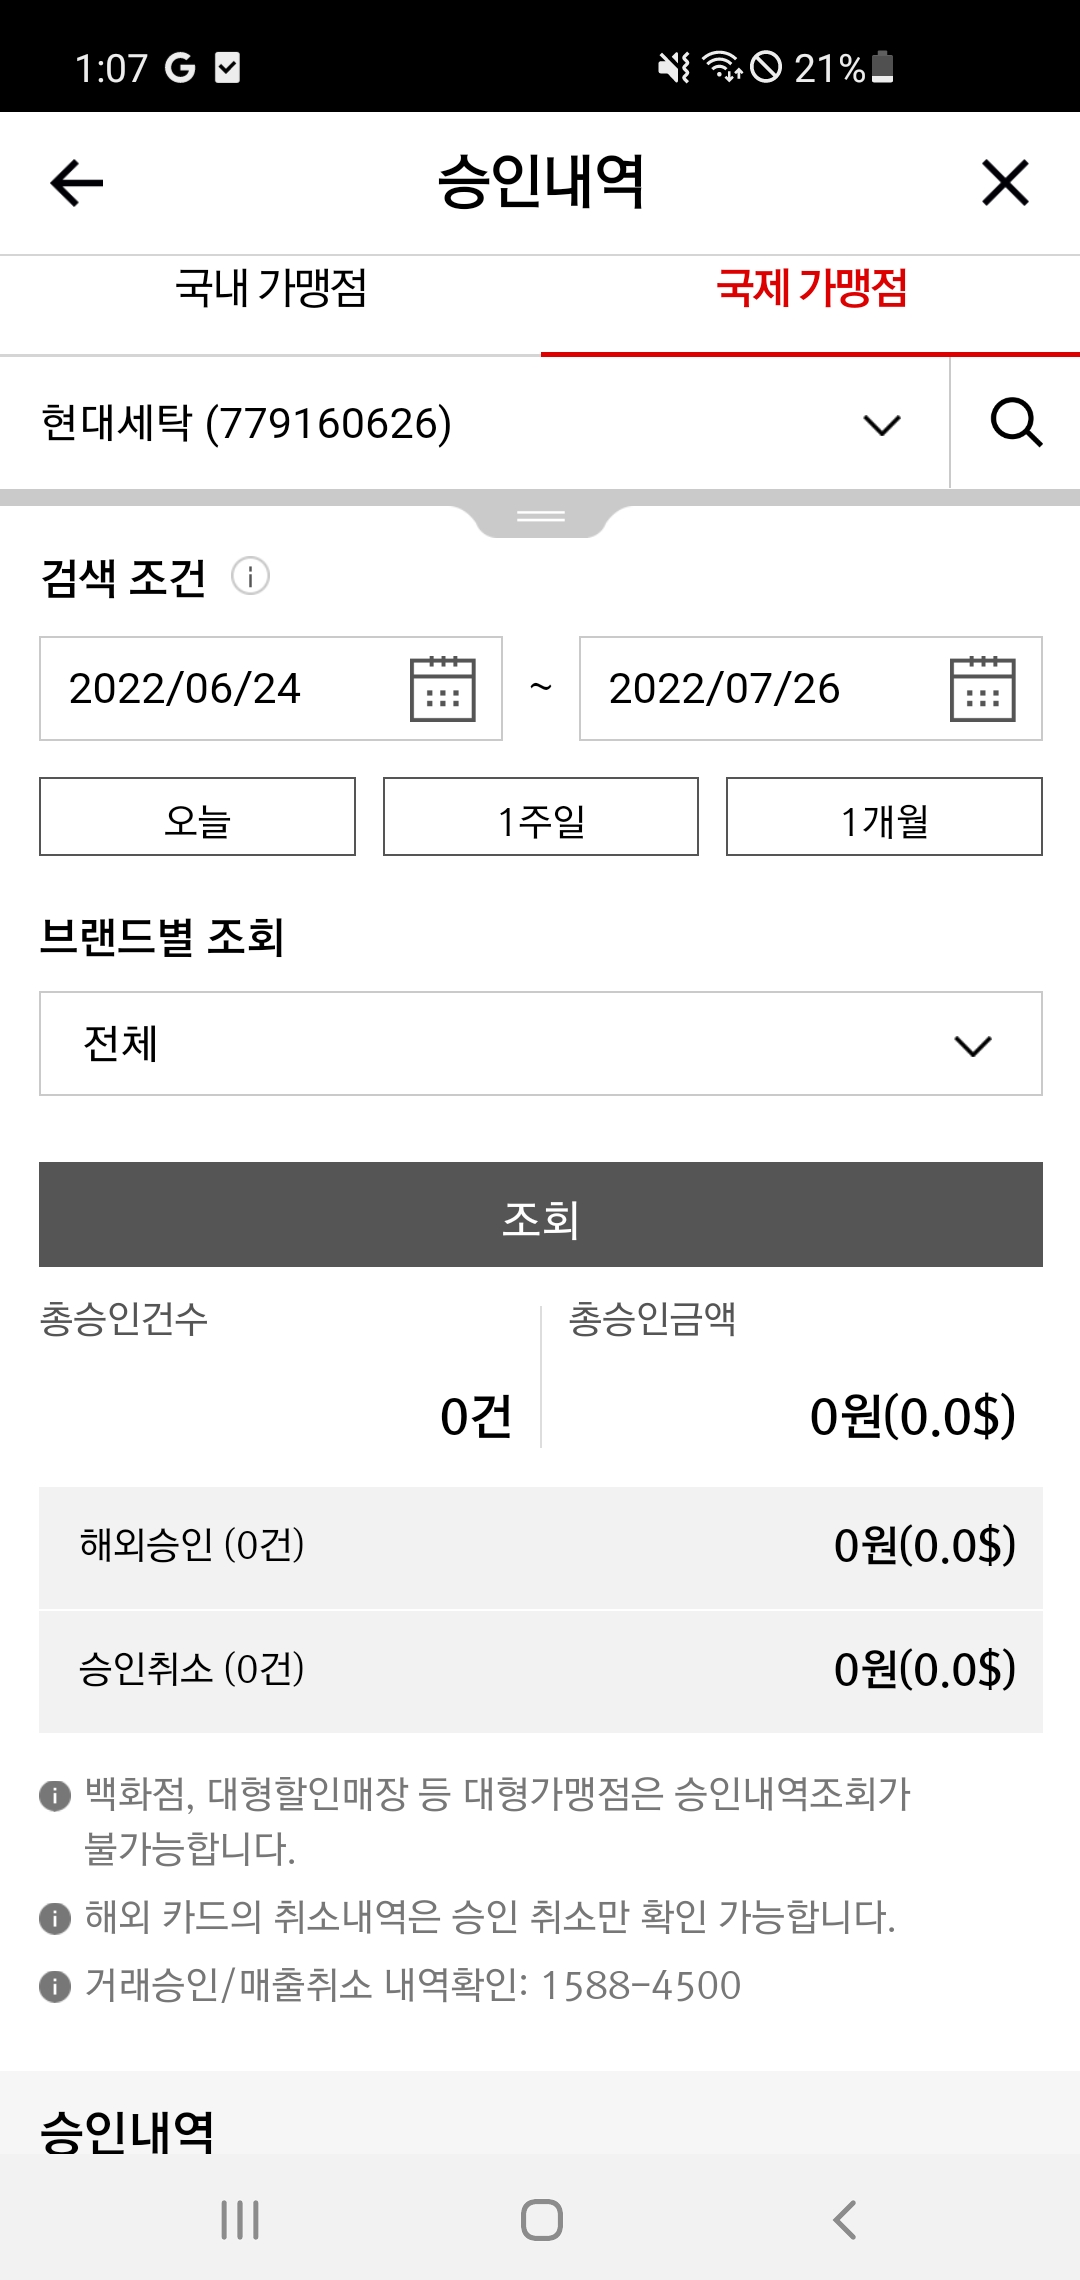 1:07 G 21%
승인내역
국내 가맹점 국제 가맹점
현대세탁 (779160626)
검색 조건
2022/06/24 ~ 2022/07/26
오늘 1주일 1개월
브랜드별 조회
전체
조회
총승인건수 총승인금액
0건 0원(0.0$)
해외승인 (0건) 0원(0.0$)
승인취소 (0건) 0원(0.0$)
백화점, 대형할인매장 등 대형가맹점은 승인내역조회가
불가능합니다.
해외 카드의 취소내역은 승인 취소만 확인 가능합니다.
거래승인/매출취소 내역확인: 1588-4500
승인내역